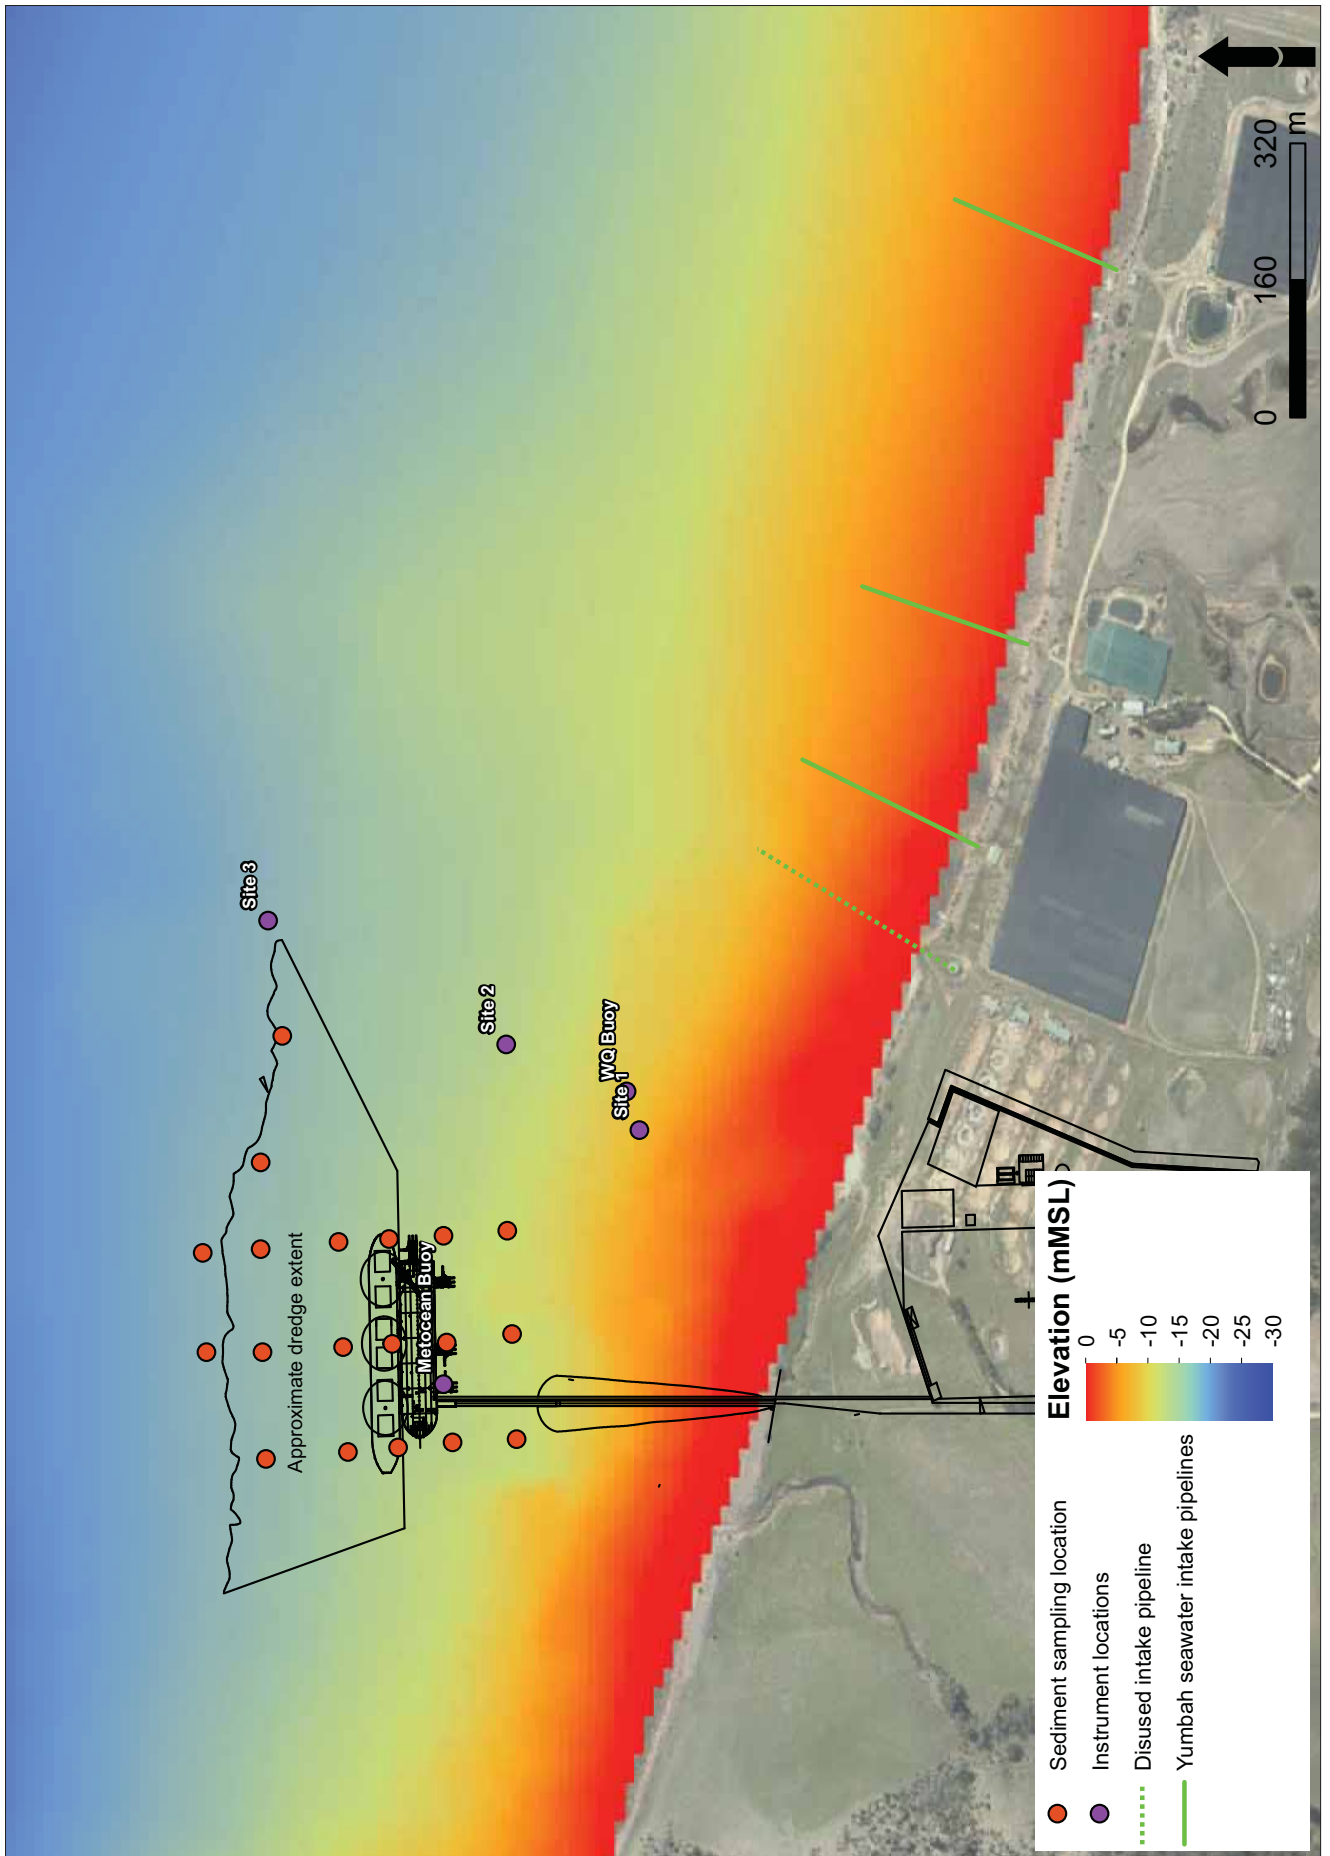 Site 3
Site 2
WQ Buoy
Site 1
Approximate dredge extent
Metocean Buoy
Sediment sampling location
Instrument locations
Disused intake pipeline
Yumbah seawater intake pipelines
Elevation (mMSL)
0
-5
-10
-15
-20
-25
-30
0 160 320
m